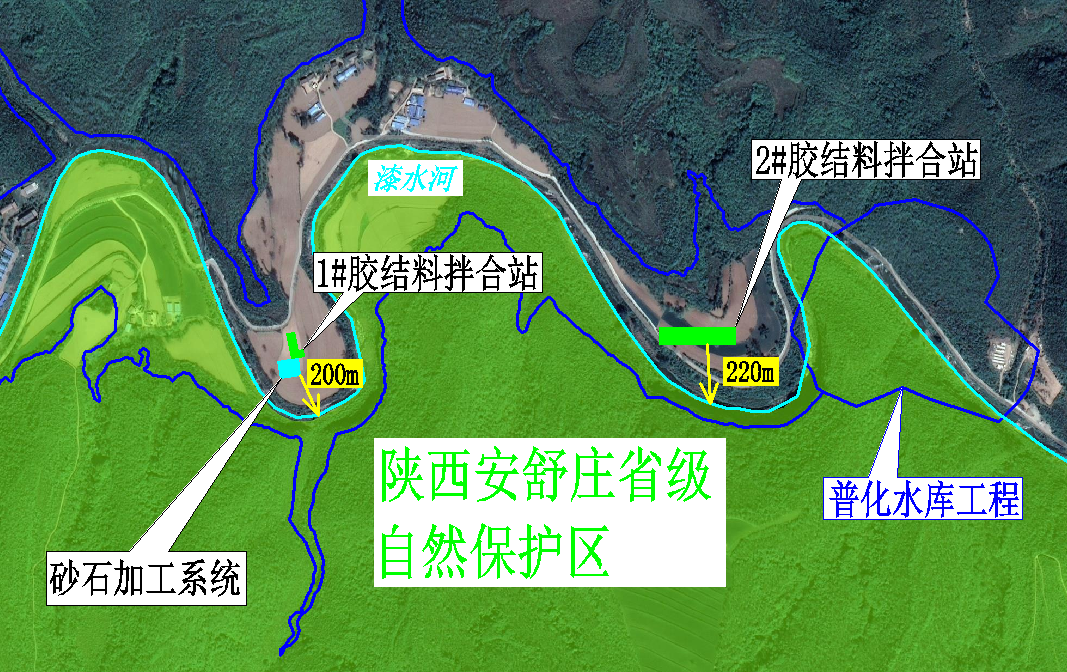 2#胶结料拌合站
漆水河
1#胶结料拌合站
200m
220m
陕西安舒庄省级
自然保护区
普化水库工程
砂石加工系统